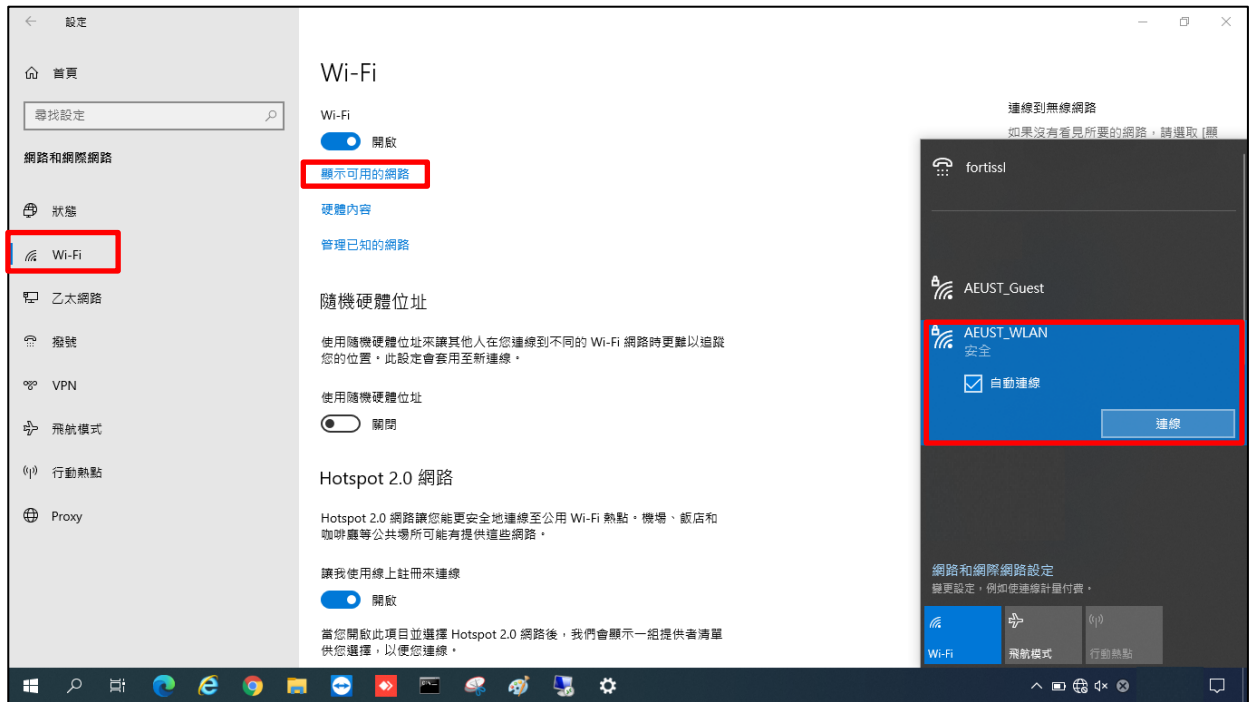 設定
首頁
尋找設定
網路和網際網路
狀態
Wi-Fi
乙太網路
撥號
VPN
飛航模式
行動熱點
Proxy
Wi-Fi
Wi-Fi
開啟
顯示可用的網路
硬體內容
管理已知的網路
隨機硬體位址
使用隨機硬體位址來讓其他人在您連線到不同的 Wi-Fi 網路時更難以追蹤
您的位置。此設定會套用至新連線。
使用隨機硬體位址
關閉
Hotspot 2.0 網路
Hotspot 2.0 網路讓您能更安全地連線至公用 Wi-Fi 熱點。機場、飯店和
咖啡廳等公共場所可能有提供這些網路。
讓我使用線上註冊來連線
開啟
當您開啟此項目並選擇 Hotspot 2.0 網路後，我們會顯示一組提供者清單
供您選擇，以便您連線。
連線到無線網路
如果沒有看見所要的網路，請選取 [顯
fortissl
AEUST_Guest
AEUST_WLAN
安全
自動連線
連線
網路和網際網路設定
變更設定，例如使連線計量付費。
Wi-Fi
飛航模式
行動熱點